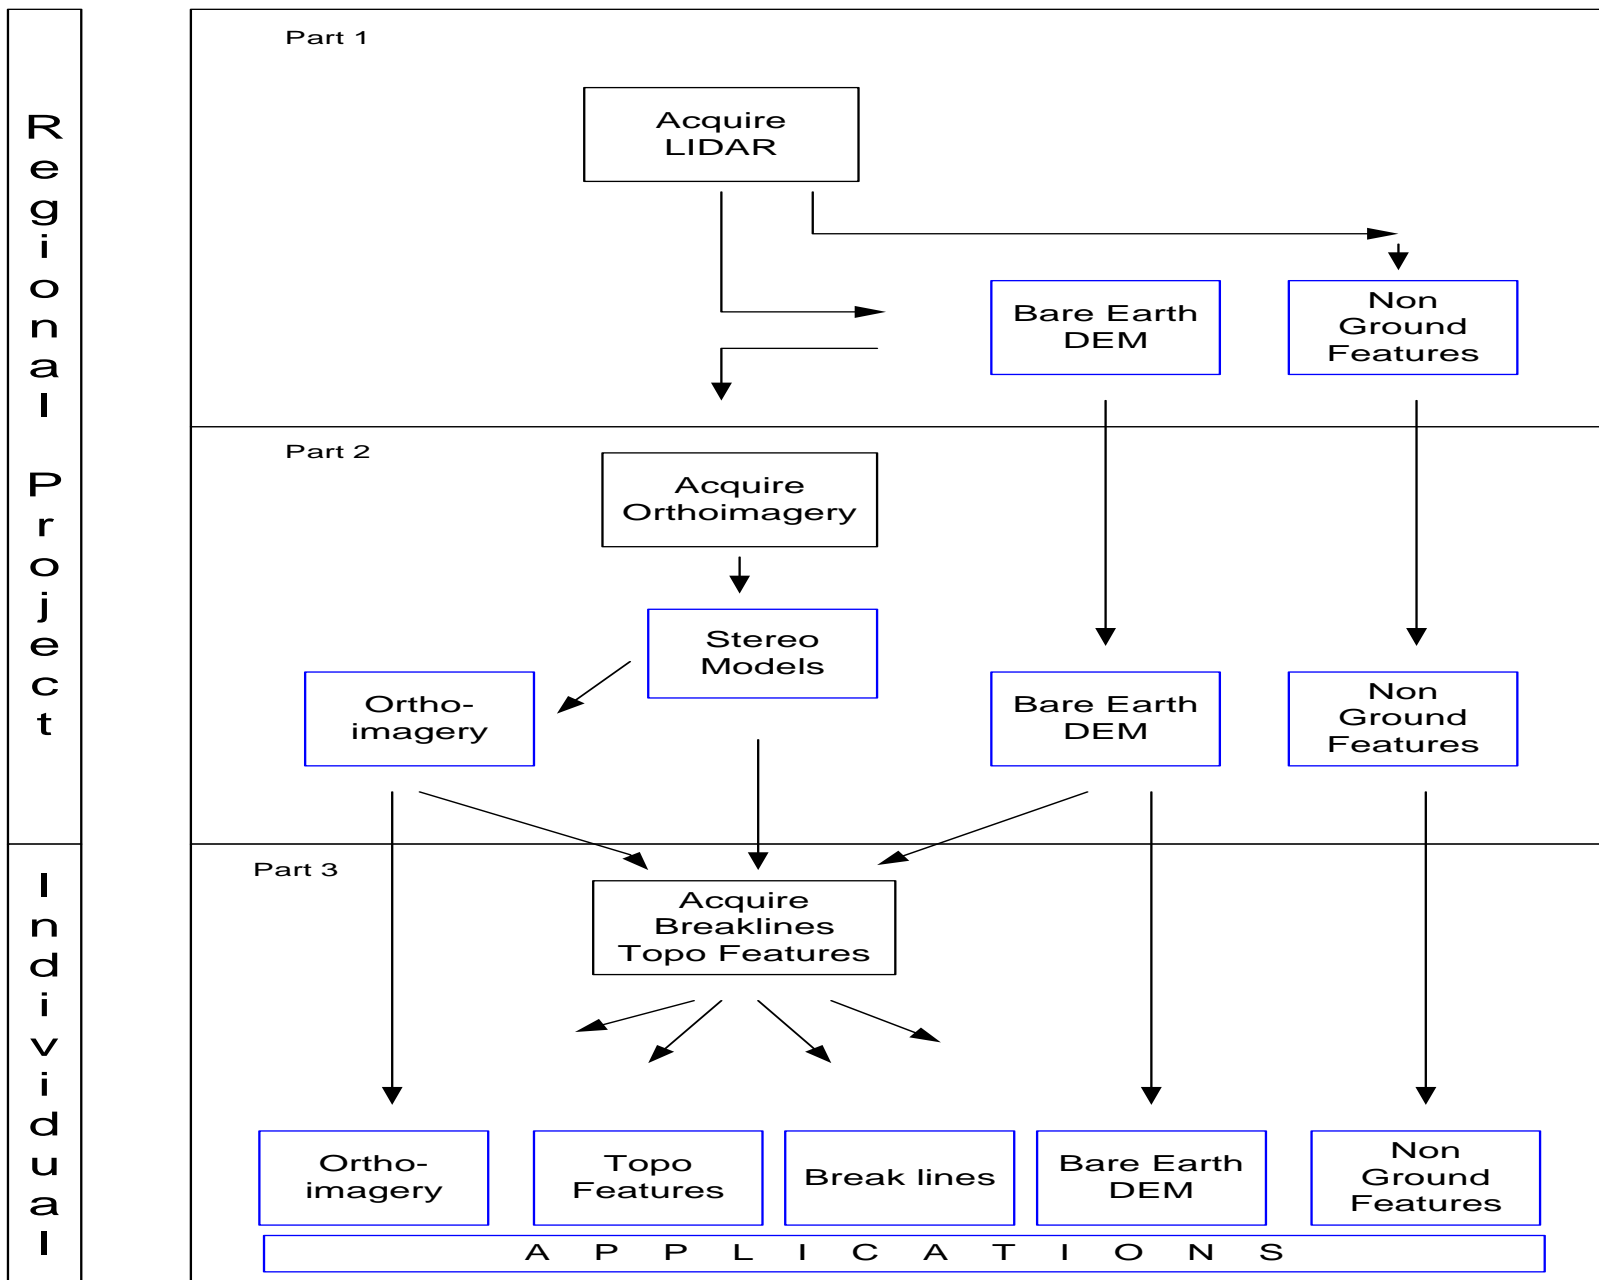 Regional Project
Individual
Part 1
Acquire
LIDAR
Bare Earth
DEM
Non
Ground
Features
Part 2
Acquire
Orthoimagery
Stereo
Models
Ortho-
imagery
Bare Earth
DEM
Non
Ground
Features
Part 3
Acquire
Breaklines
Topo Features
Ortho-
imagery
Topo
Features
Break lines
Bare Earth
DEM
Non
Ground
Features
A P P L I C A T I O N S